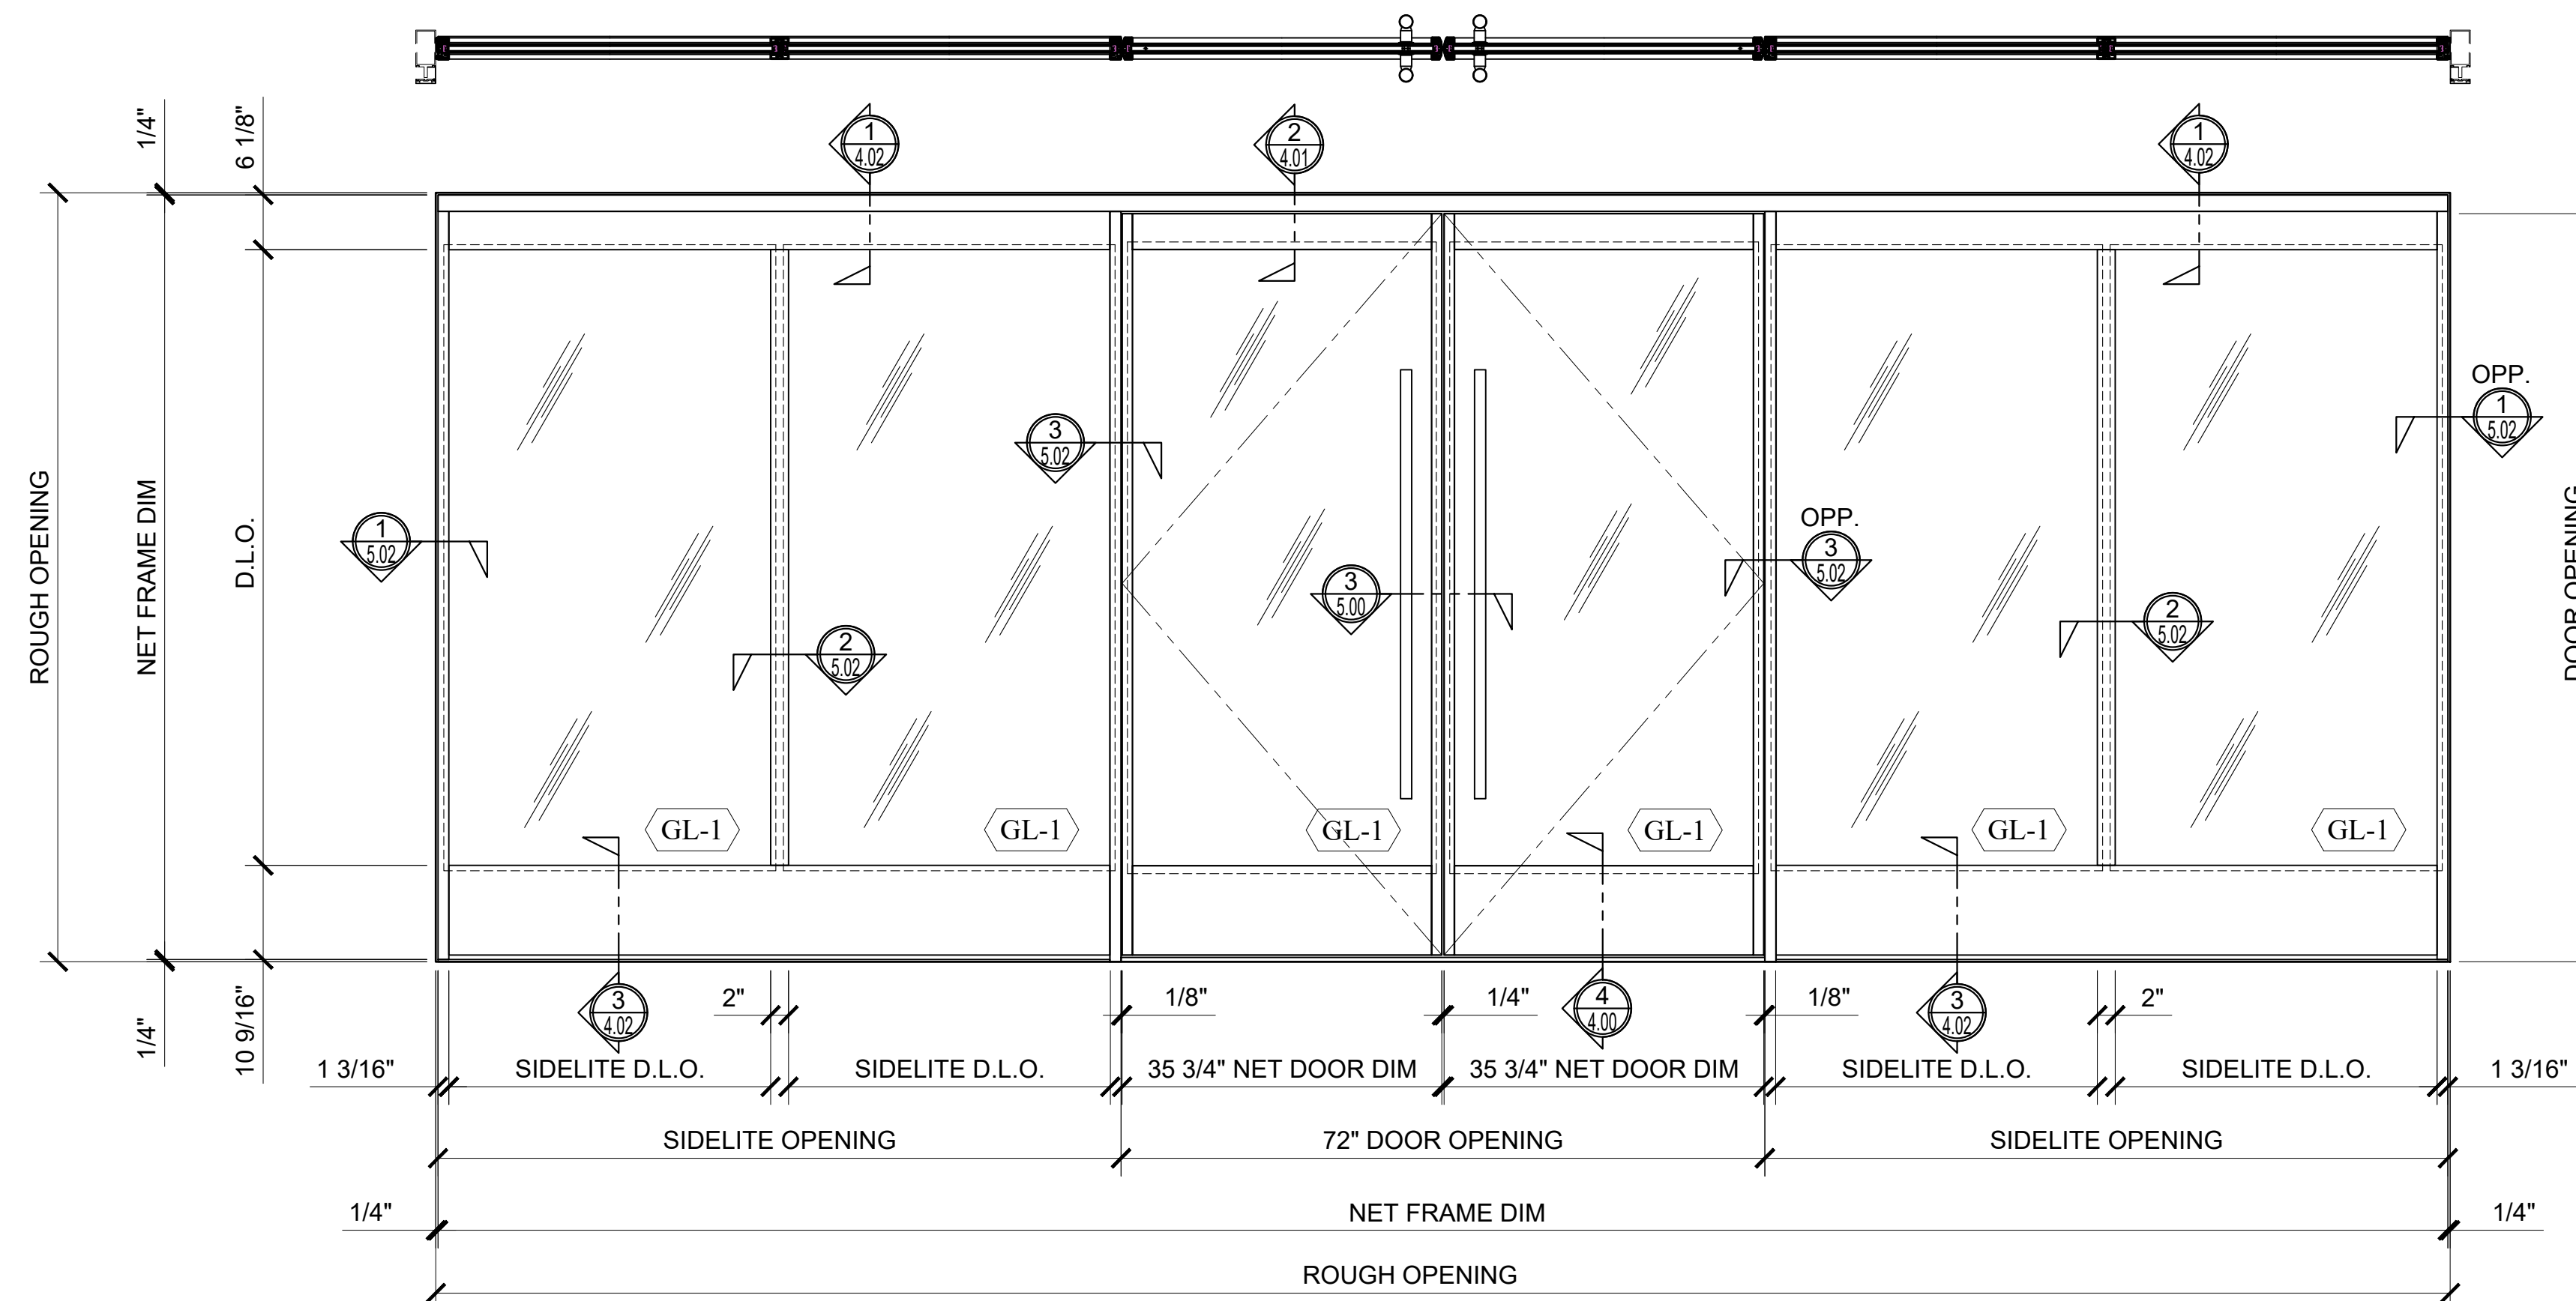 1/4"
6 1/8"
1
4.02
2
4.01
1
4.02
OPP.
1
5.02
3
5.02
OPP.
3
5.02
1
5.02
3
5.00
2
5.02
2
5.02
ROUGH OPENING
NET FRAME DIM
D.L.O.
DOOR OPENING
GL-1
GL-1
GL-1
GL-1
GL-1
GL-1
1/4"
10 9/16"
3
4.02
2"
1/8"
1/4"
4
4.00
1/8"
3
4.02
2"
1 3/16"
SIDELITE D.L.O.
SIDELITE D.L.O.
35 3/4" NET DOOR DIM
35 3/4" NET DOOR DIM
SIDELITE D.L.O.
SIDELITE D.L.O.
1 3/16"
SIDELITE OPENING
72" DOOR OPENING
SIDELITE OPENING
1/4"
NET FRAME DIM
1/4"
ROUGH OPENING